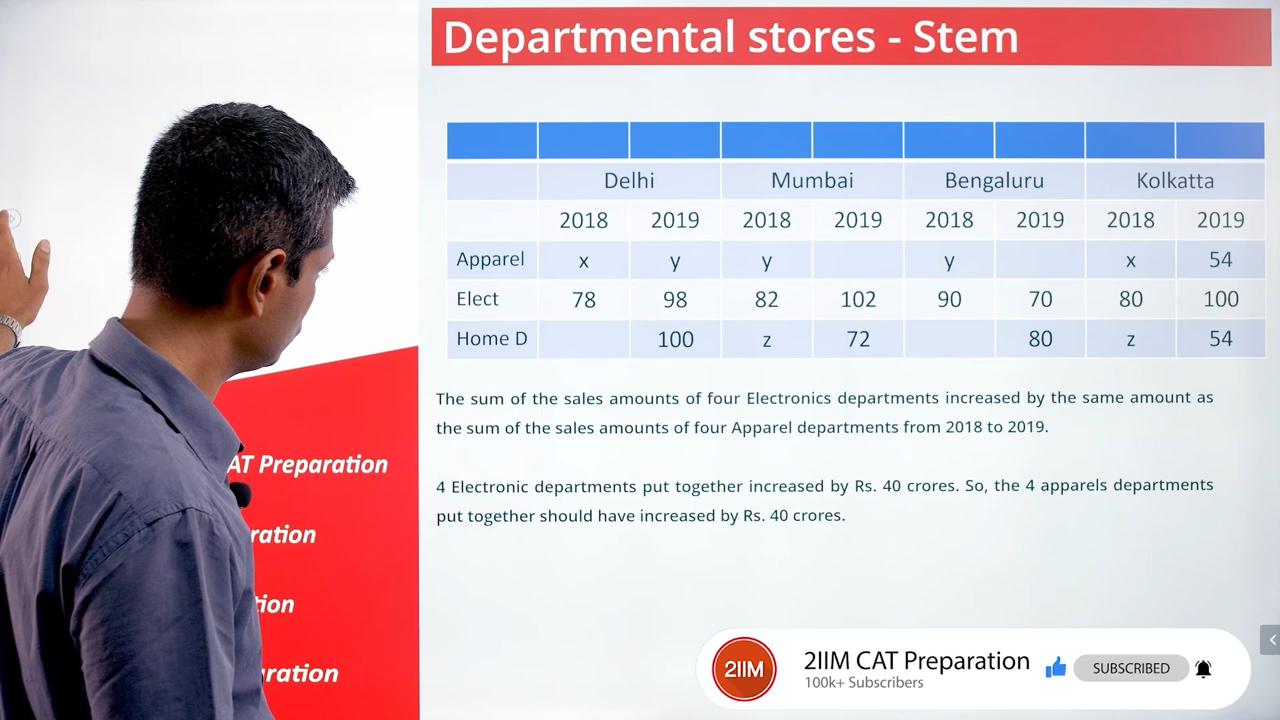 Departmental stores - Stem
Delhi Mumbai Bengaluru Kolkatta
2018 2019 2018 2019 2018 2019 2018 2019
Apparel x y y y x 54
Elect 78 98 82 102 90 70 80 100
Home D 100 z 72 80 z 54
The sum of the sales amounts of four Electronics departments increased by the same amount as
the sum of the sales amounts of four Apparel departments from 2018 to 2019.
4 Electronic departments put together increased by Rs. 40 crores. So, the 4 apparels departments
put together should have increased by Rs. 40 crores.
AT Preparation
ration
tion
ration
2IIM
2IIM CAT Preparation
100k+ Subscribers
SUBSCRIBED